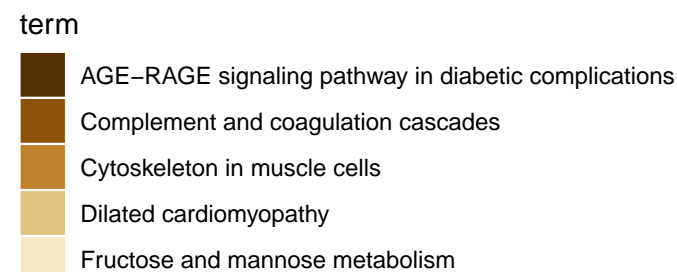 term
AGE−RAGE signaling pathway in diabetic complications
Complement and coagulation cascades
Cytoskeleton in muscle cells
Dilated cardiomyopathy
Fructose and mannose metabolism